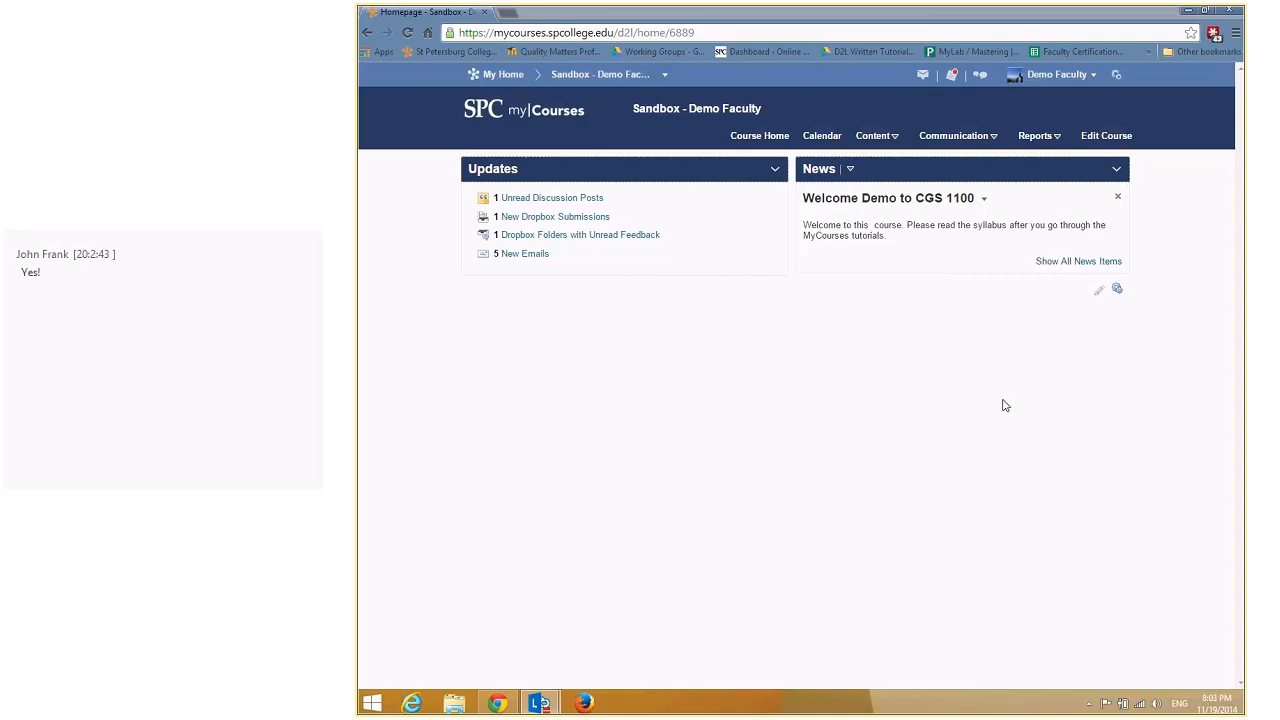 John Frank [20:2:43 ]
Yes!
Homepage - Sandbox - De
https://mycourses.spcollege.edu/d2l/home/6889
Apps St Petersburg Colleg... Quality Matters Prof... Working Groups - G... SPC Dashboard - Online ... D2L Written Tutorial... MyLab / Mastering |... Faculty Certification... » Other bookmarks
My Home Sandbox - Demo Fac... Demo Faculty
SPC my|Courses Sandbox - Demo Faculty
Course Home Calendar Content Communication Reports Edit Course
Updates
1 Unread Discussion Posts
1 New Dropbox Submissions
1 Dropbox Folders with Unread Feedback
5 New Emails
News
Welcome Demo to CGS 1100
Welcome to this course. Please read the syllabus after you go through the
MyCourses tutorials.
Show All News Items
ENG
8:03 PM
11/19/2014